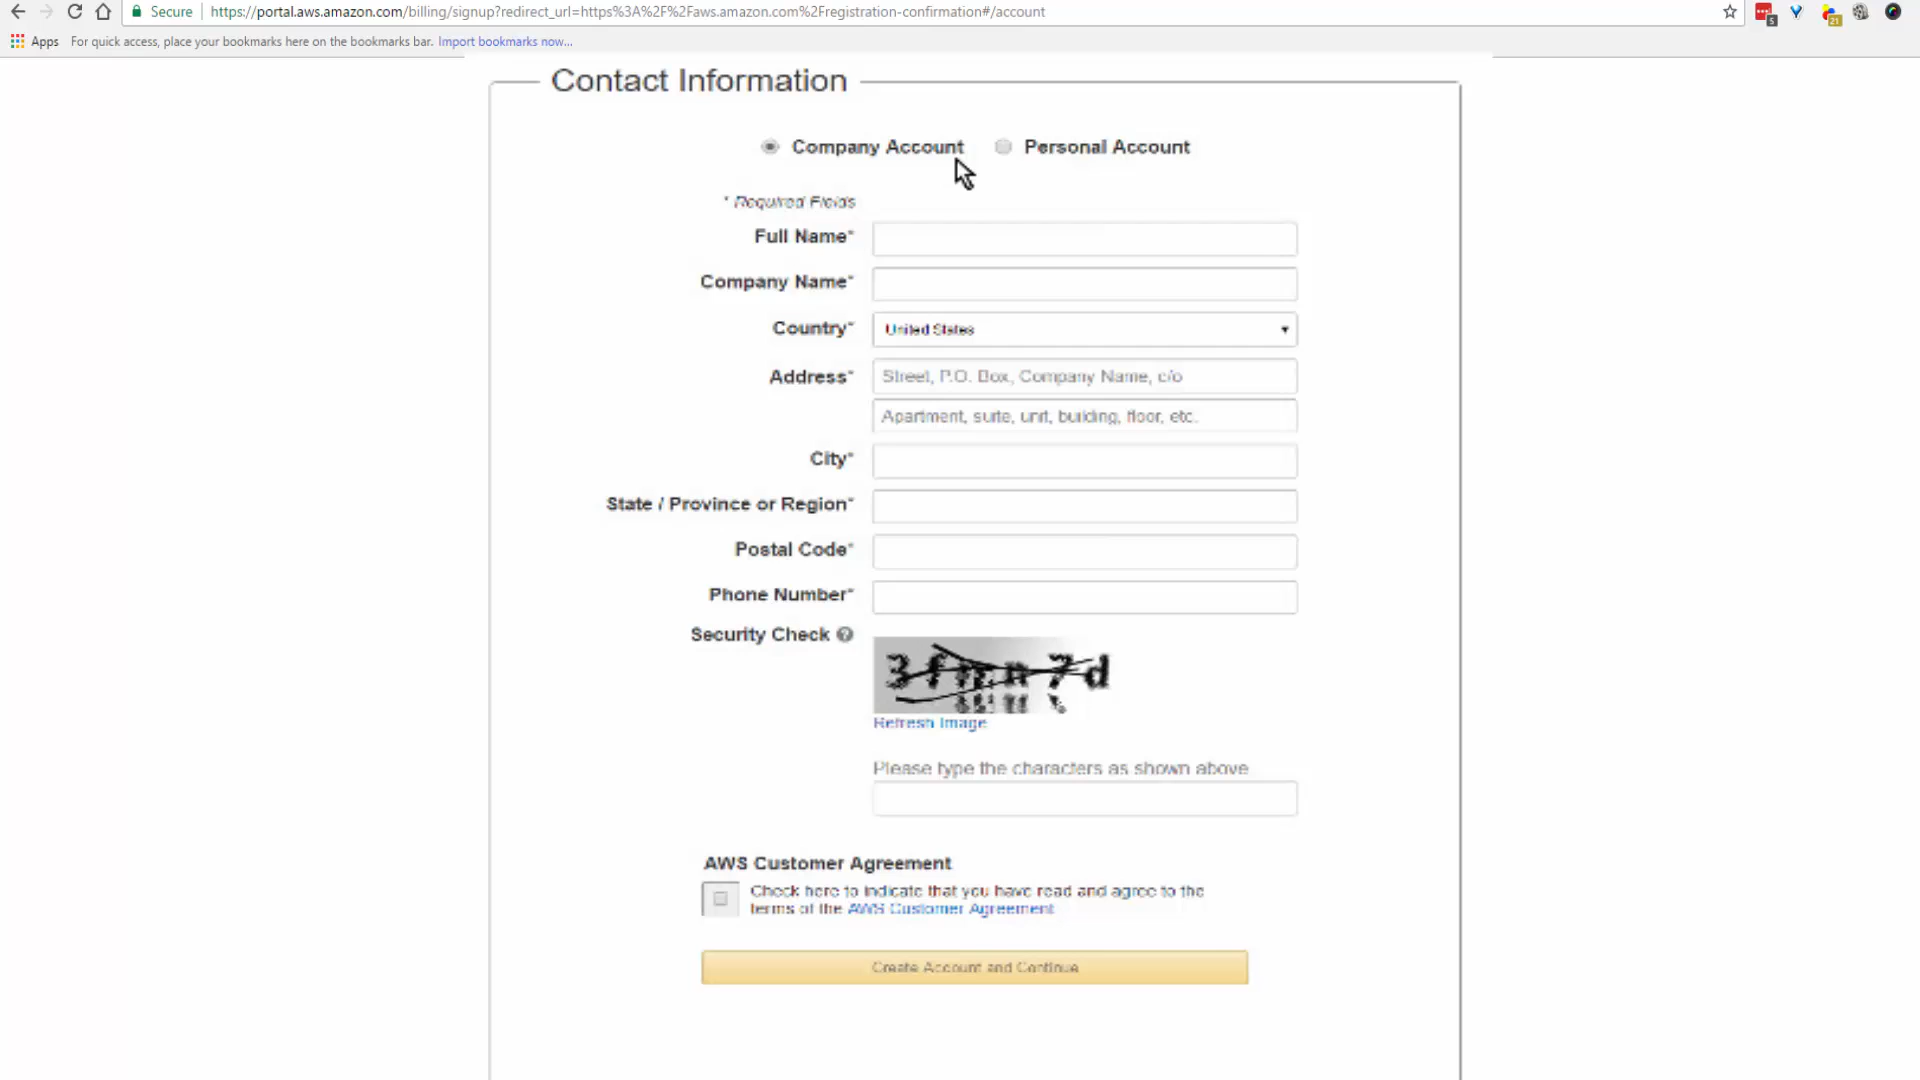 Secure https://portal.aws.amazon.com/billing/signup?redirect_url=https%3A%2F%2Faws.amazon.com%2Fregistration-confirmation#/account
5
21
Apps For quick access, place your bookmarks here on the bookmarks bar. Import bookmarks now...
Contact Information
Company Account Personal Account
* Required Fields
Full Name*
Company Name*
Country* United States
Address* Street, P.O. Box, Company Name, c/o
Apartment, suite, unit, building, floor, etc.
City*
State / Province or Region*
Postal Code*
Phone Number*
Security Check ?
Refresh Image
Please type the characters as shown above
AWS Customer Agreement
Check here to indicate that you have read and agree to the
terms of the AWS Customer Agreement
Create Account and Continue